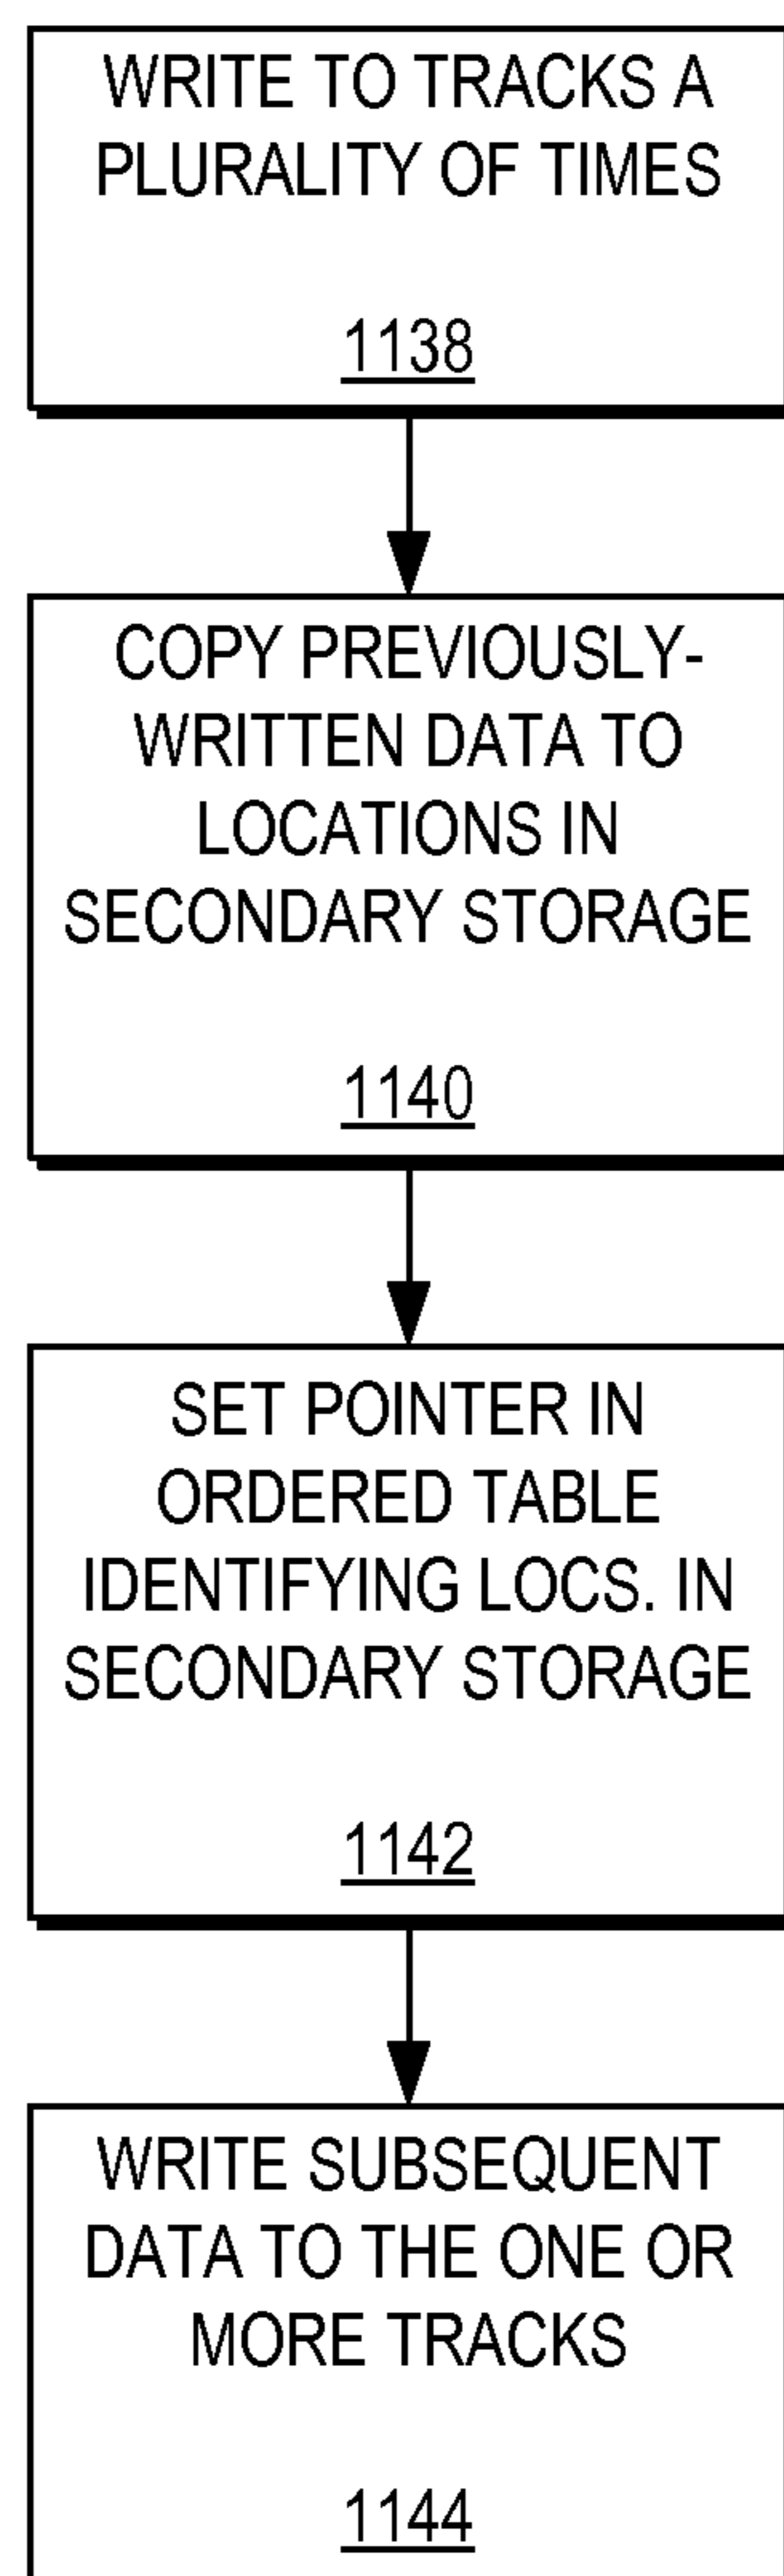 WRITE TO TRACKS A
PLURALITY OF TIMES
1138
COPY PREVIOUSLY-
WRITTEN DATA TO
LOCATIONS IN
SECONDARY STORAGE
1140
SET POINTER IN
ORDERED TABLE
IDENTIFYING LOCS. IN
SECONDARY STORAGE
1142
WRITE SUBSEQUENT
DATA TO THE ONE OR
MORE TRACKS
1144